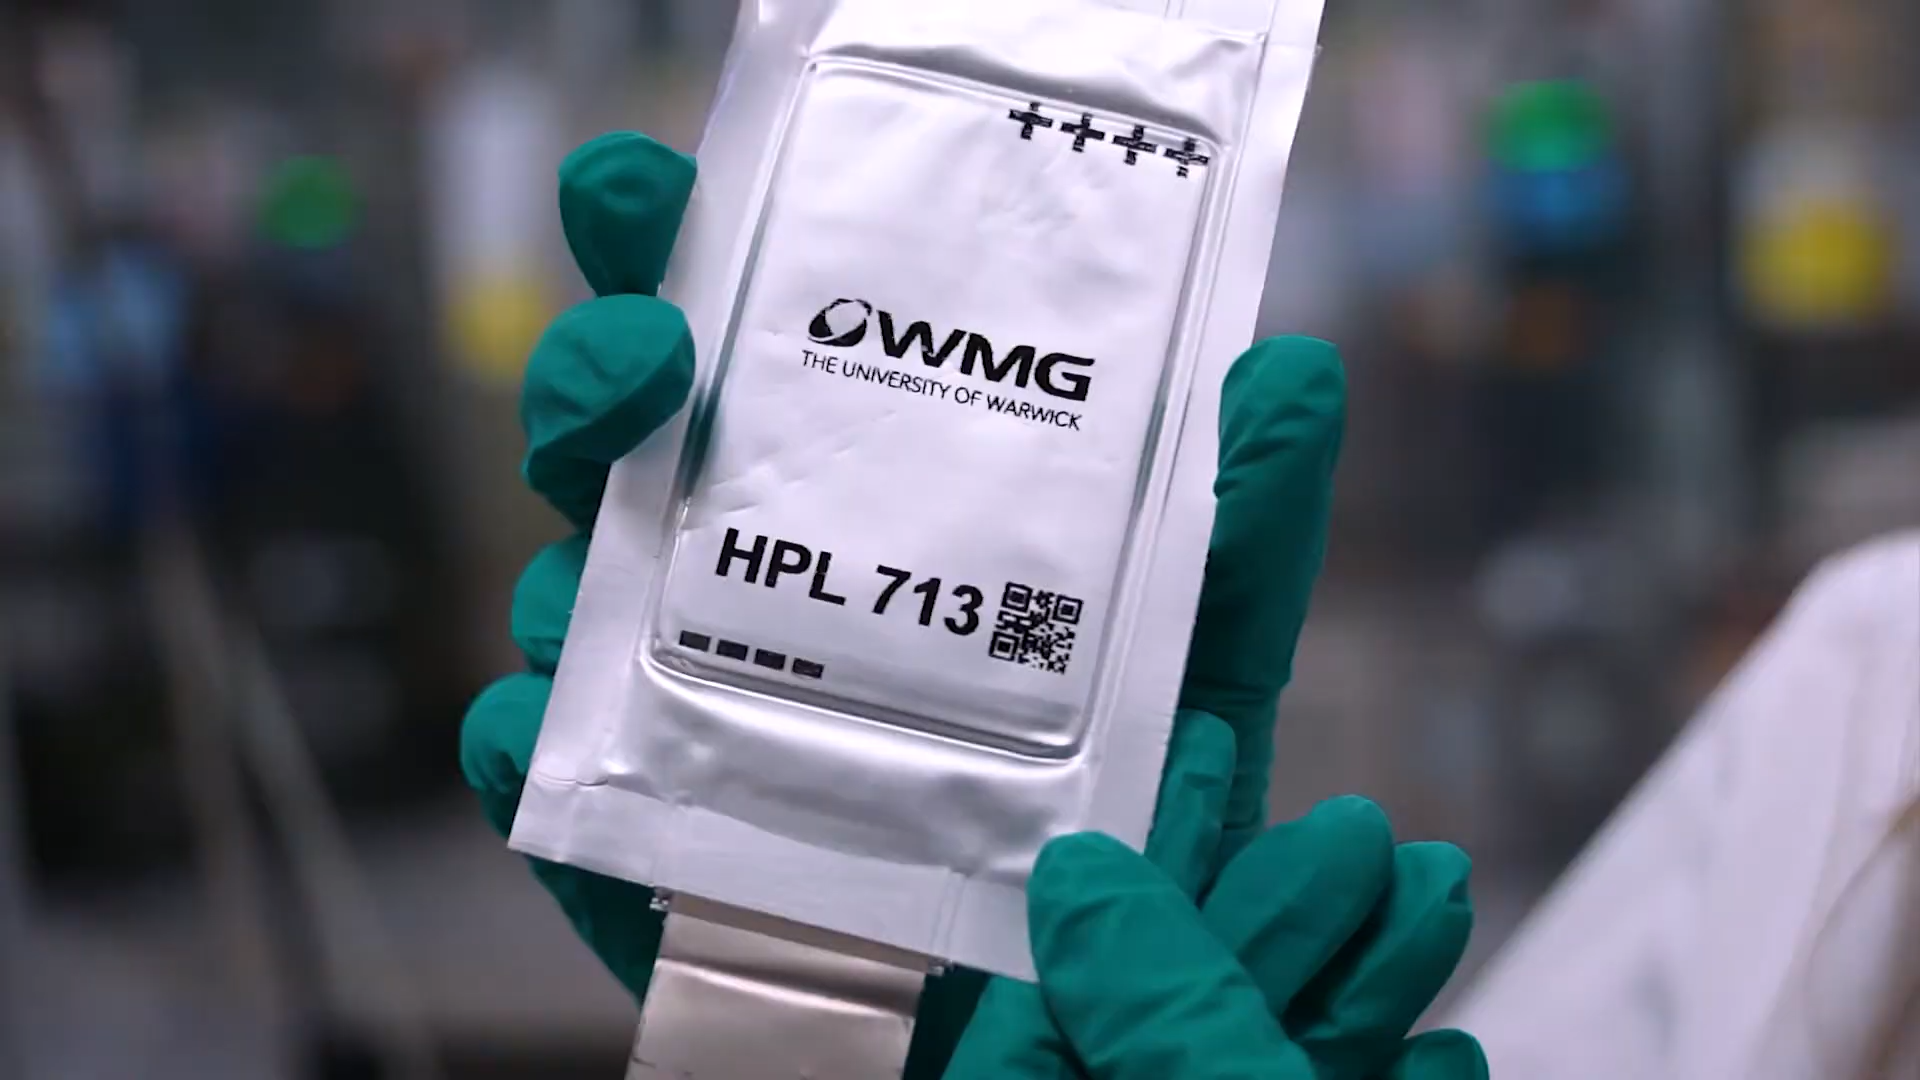 ++++
WMG
THE UNIVERSITY OF WARWICK
HPL 713
----